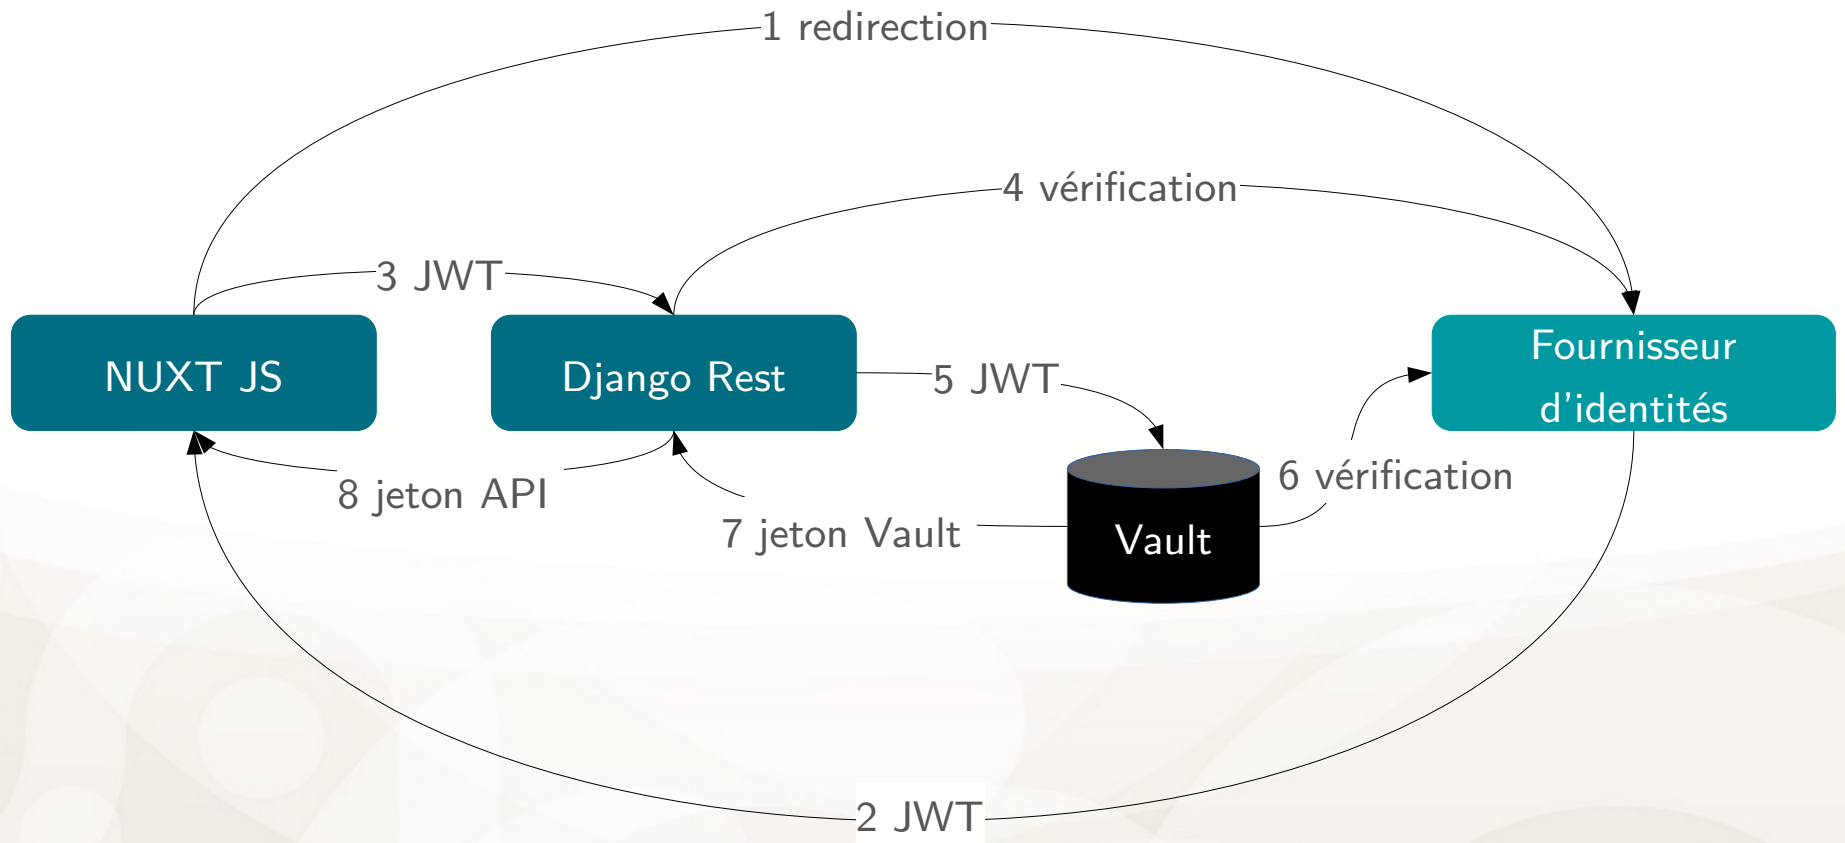 1 redirection
4 vérification
3 JWT
NUXT JS
Django Rest
Fournisseur
d'identités
5 JWT
6 vérification
8 jeton API
7 jeton Vault
Vault
2 JWT